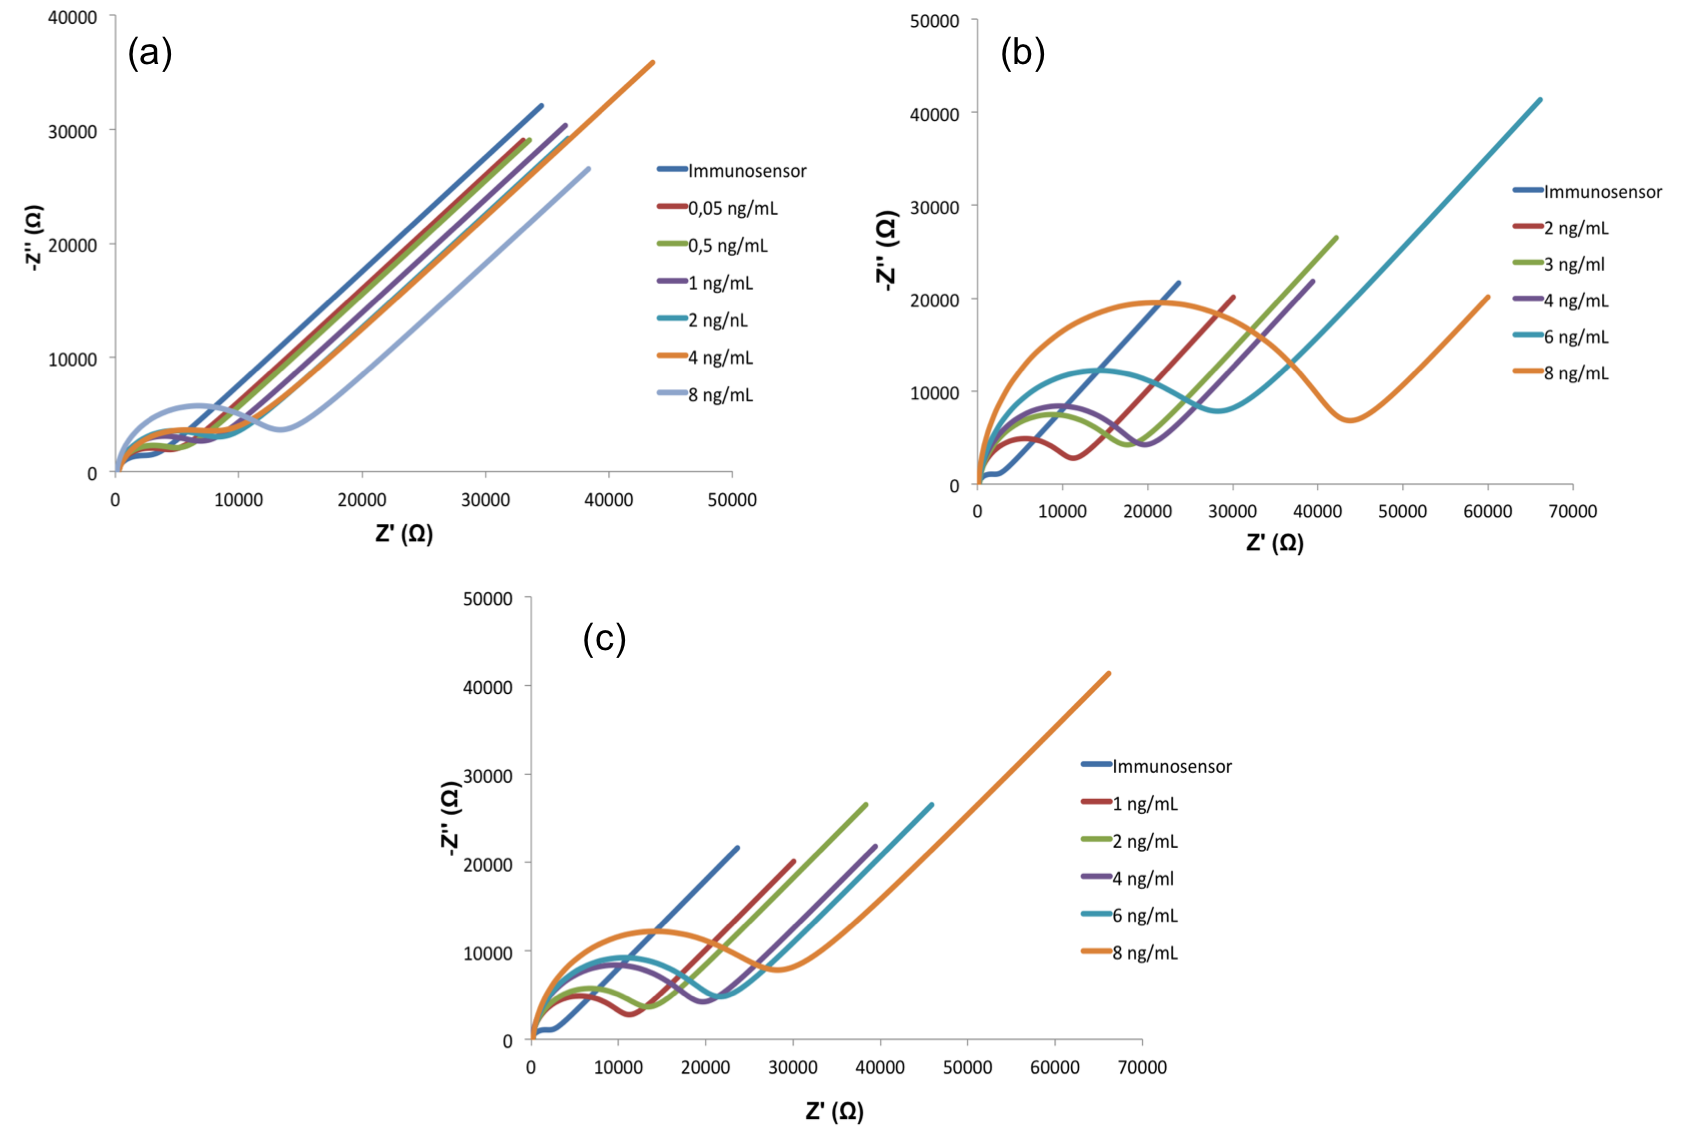 (a)
40000
30000
20000
10000
0
-Z'' (Ω)
0 10000 20000 30000 40000 50000
Z' (Ω)
Immunosensor
0,05 ng/mL
0,5 ng/mL
1 ng/mL
2 ng/nL
4 ng/mL
8 ng/mL
(b)
50000
40000
30000
20000
10000
0
-Z'' (Ω)
0 10000 20000 30000 40000 50000 60000 70000
Z' (Ω)
Immunosensor
2 ng/mL
3 ng/ml
4 ng/mL
6 ng/mL
8 ng/mL
(c)
50000
40000
30000
20000
10000
0
-Z'' (Ω)
0 10000 20000 30000 40000 50000 60000 70000
Z' (Ω)
Immunosensor
1 ng/mL
2 ng/mL
4 ng/ml
6 ng/mL
8 ng/mL